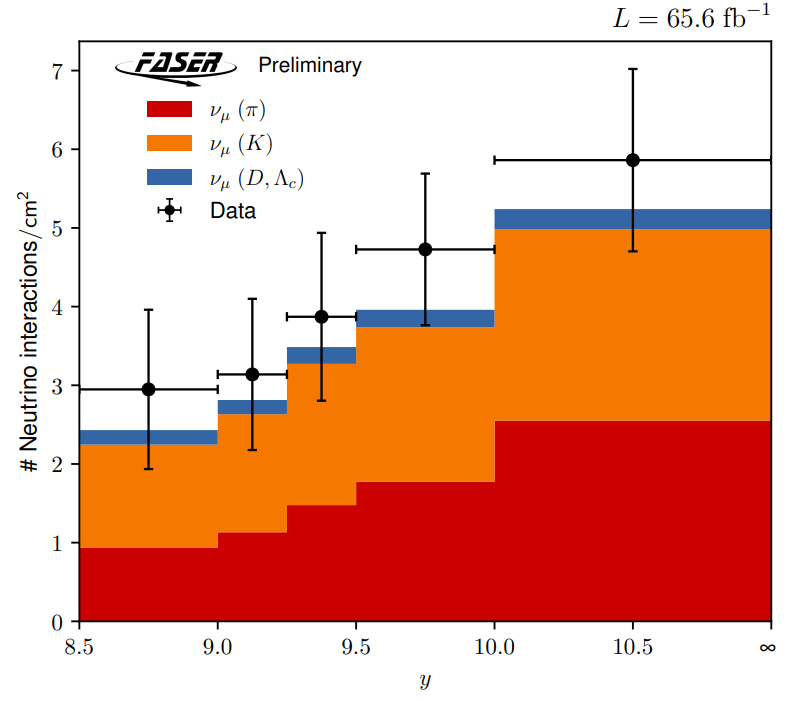 L = 65.6 fb⁻¹
FASER Preliminary
ν_μ (π)
ν_μ (K)
ν_μ (D, Λ_c)
Data
# Neutrino interactions/cm²
7
6
5
4
3
2
1
0
8.5 9.0 9.5 10.0 10.5 ∞
y